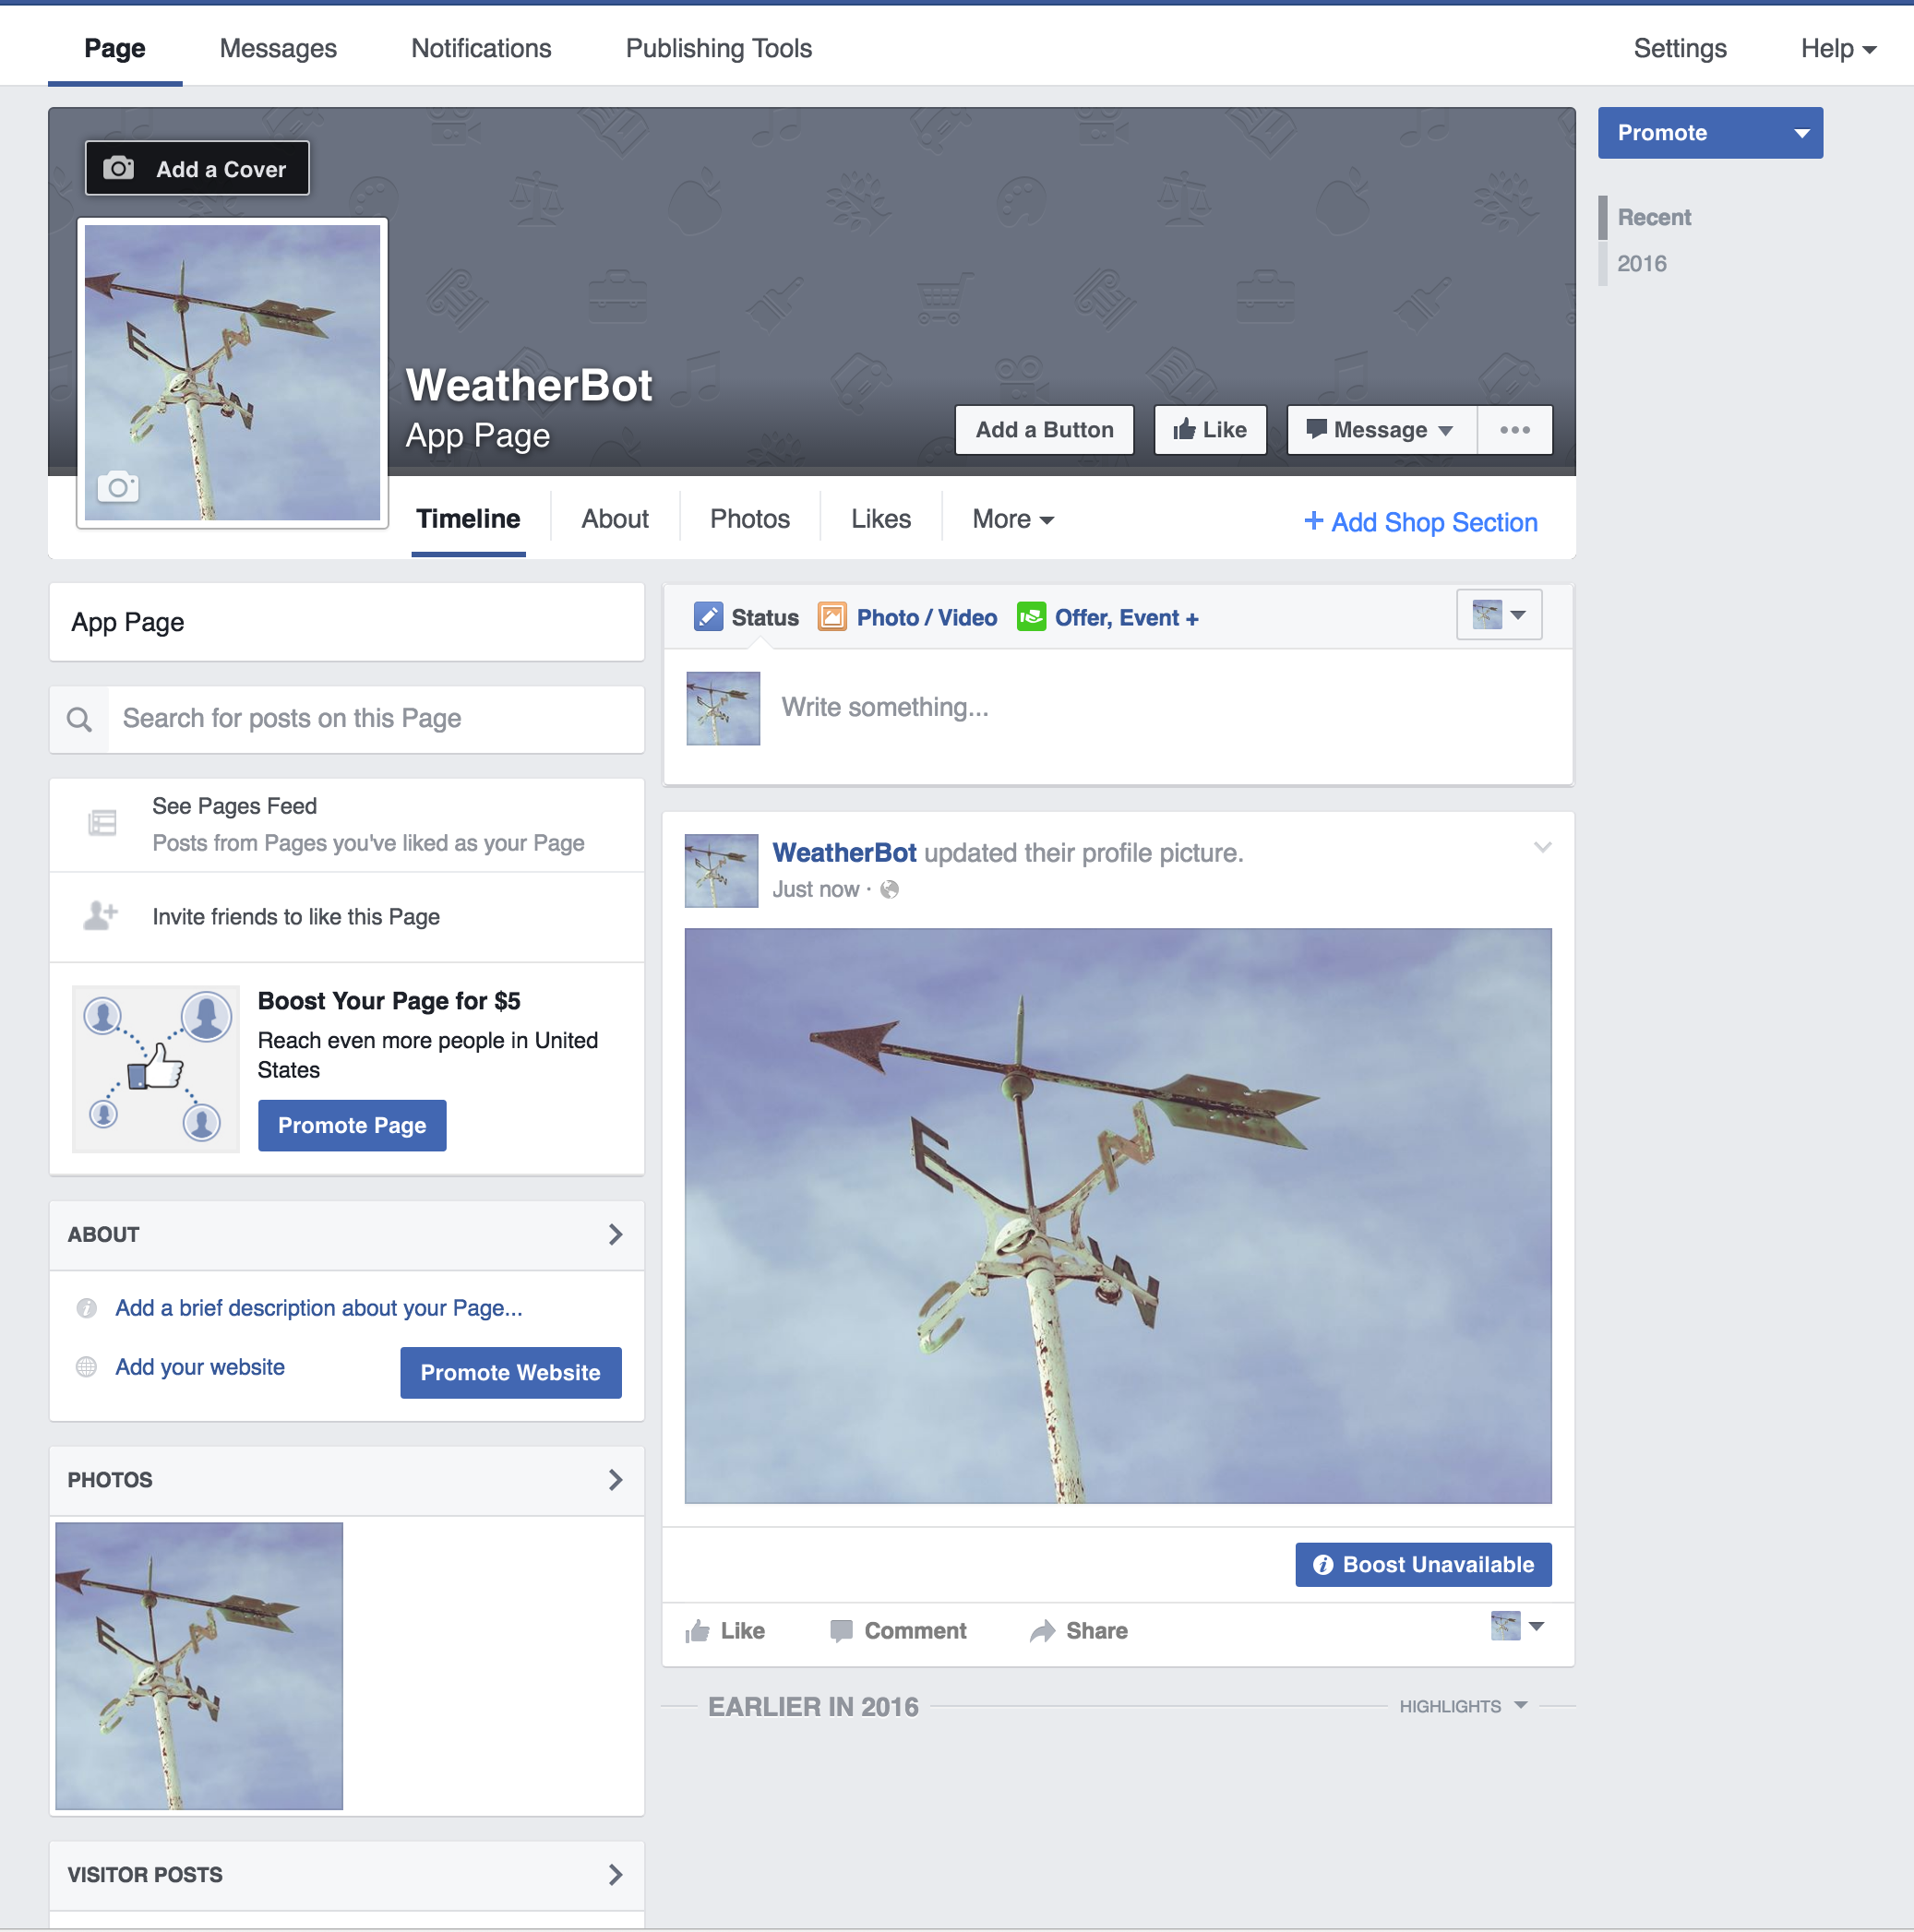 Page Messages Notifications Publishing Tools Settings Help
Add a Cover
Promote
Recent
2016
E N
C W
WeatherBot
App Page
Add a Button Like Message
Timeline About Photos Likes More + Add Shop Section
App Page
Search for posts on this Page
See Pages Feed
Posts from Pages you've liked as your Page
Invite friends to like this Page
Boost Your Page for $5
Reach even more people in United
States
Promote Page
ABOUT
Add a brief description about your Page...
Add your website
Promote Website
PHOTOS
E N
C W
VISITOR POSTS
Status Photo / Video Offer, Event +
Write something...
WeatherBot updated their profile picture.
Just now ·
E N
C W
Boost Unavailable
Like Comment Share
EARLIER IN 2016 HIGHLIGHTS